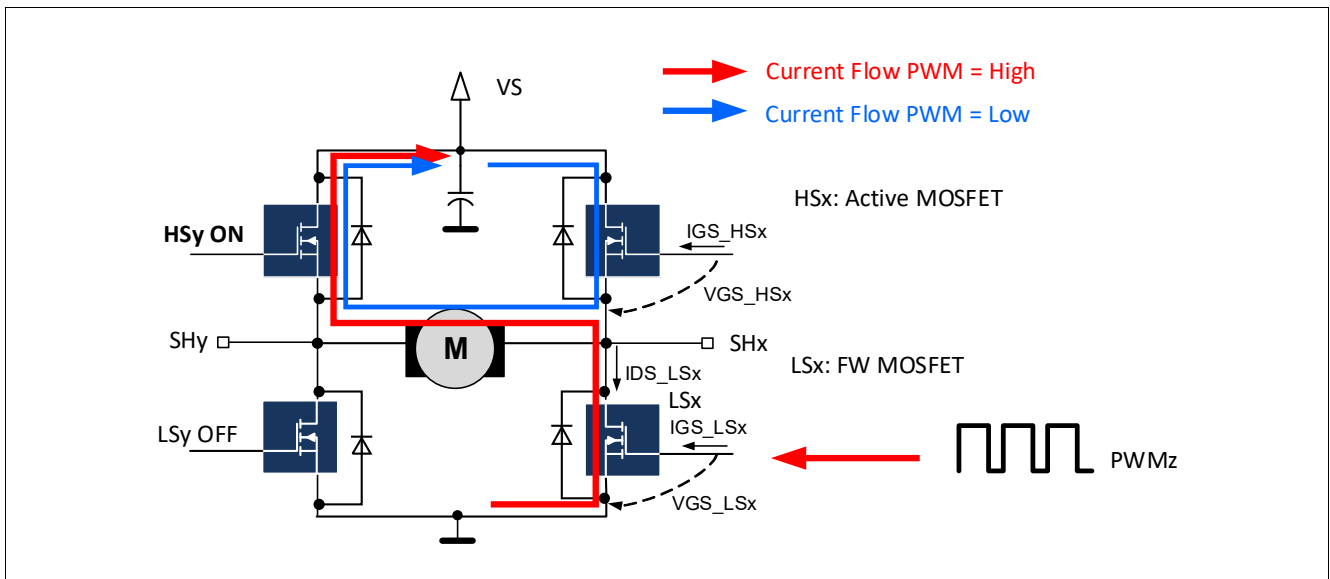 Current Flow PWM = High
VS
Current Flow PWM = Low
HSx: Active MOSFET
HSy ON
IGS_HSx
VGS_HSx
SHy
M
SHx
LSx: FW MOSFET
IDS_LSx
LSx
LSy OFF
IGS_LSx
PWMz
VGS_LSx